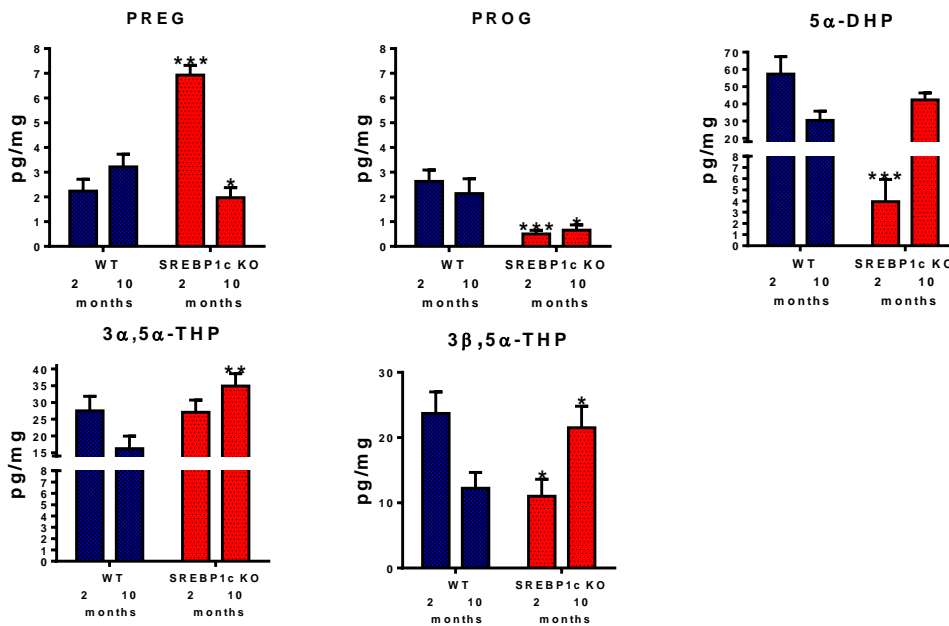 PREG
pg/mg
8
7
6
5
4
3
2
1
0
***
*
WT SREBP1c KO
2 10 2 10
months months
PROG
pg/mg
8
7
6
5
4
3
2
1
0
***
*
WT SREBP1c KO
2 10 2 10
months months
5α-DHP
pg/mg
70
60
50
40
30
20
8
7
6
5
4
3
2
1
0
***
WT SREBP1c KO
2 10 2 10
months months
3α,5α-THP
pg/mg
40
35
30
25
20
15
8
7
6
5
4
3
2
1
0
**
WT SREBP1c KO
2 10 2 10
months months
3β,5α-THP
pg/mg
30
20
10
0
*
*
WT SREBP1c KO
2 10 2 10
months months